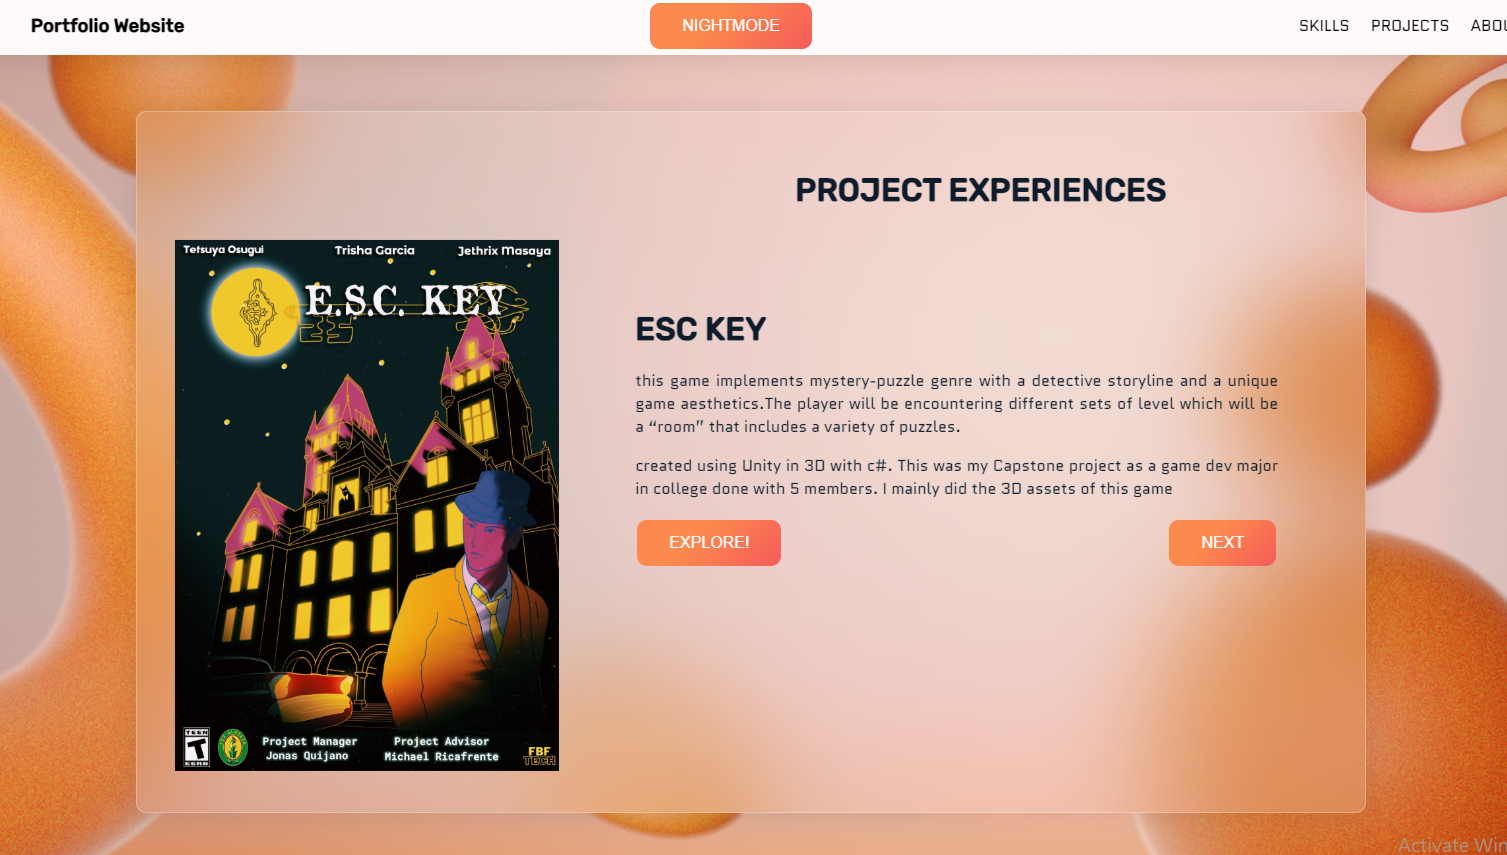 Portfolio Website
NIGHTMODE
SKILLS PROJECTS ABOU
PROJECT EXPERIENCES
Tetsuya Osugui Trisha Garcia Jethrix Masaya
E.S.C. KEY
ESC KEY
this game implements mystery-puzzle genre with a detective storyline and a unique
game aesthetics.The player will be encountering different sets of level which will be
a “room” that includes a variety of puzzles.
created using Unity in 3D with c#. This was my Capstone project as a game dev major
in college done with 5 members. I mainly did the 3D assets of this game
EXPLORE!
NEXT
TEEN
T
ESRB
Project Manager
Jonas Quijano
Project Advisor
Michael Ricafrente
FBF
TECH
Activate Win